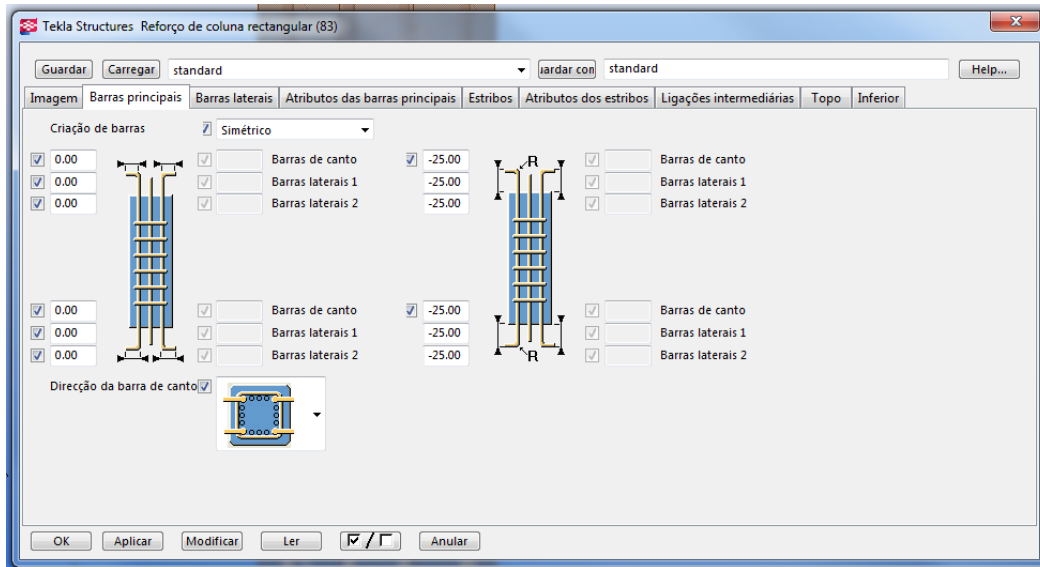 Tekla Structures Reforço de coluna rectangular (83)
Guardar Carregar standard standard Help...
Imagem Barras principais Barras laterais Atributos das barras principais Estribos Atributos dos estribos Ligações intermediárias Topo Inferior
Criação de barras Simétrico
0.00 Barras de canto -25.00 R Barras de canto
0.00 Barras laterais 1 -25.00 Barras laterais 1
0.00 Barras laterais 2 -25.00 Barras laterais 2
0.00 Barras de canto -25.00 Barras de canto
0.00 Barras laterais 1 -25.00 Barras laterais 1
0.00 Barras laterais 2 -25.00 R Barras laterais 2
Direcção da barra de canto
OK Aplicar Modificar Ler / Anular